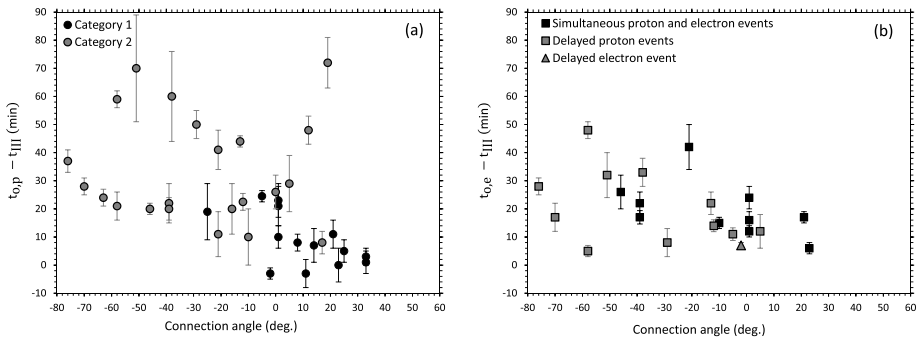 90
80
70
60
50
40
30
20
10
0
-10
-80 -70 -60 -50 -40 -30 -20 -10 0 10 20 30 40 50 60
t_o,p − t_III (min)
Connection angle (deg.)
Category 1
Category 2
(a)
90
80
70
60
50
40
30
20
10
0
-10
-80 -70 -60 -50 -40 -30 -20 -10 0 10 20 30 40 50 60
t_o,e − t_III (min)
Connection angle (deg.)
Simultaneous proton and electron events
Delayed proton events
Delayed electron event
(b)